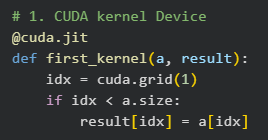 # 1. CUDA kernel Device
@cuda.jit
def first_kernel(a, result):
    idx = cuda.grid(1)
    if idx < a.size:
        result[idx] = a[idx]